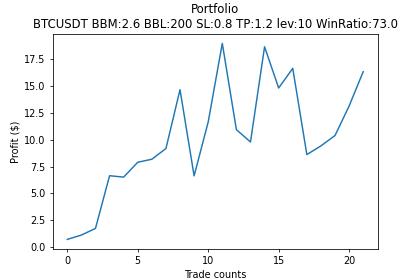 Portfolio
BTCUSDT BBM:2.6 BBL:200 SL:0.8 TP:1.2 lev:10 WinRatio:73.0
Profit ($)
17.5
15.0
12.5
10.0
7.5
5.0
2.5
0.0
0 5 10 15 20
Trade counts